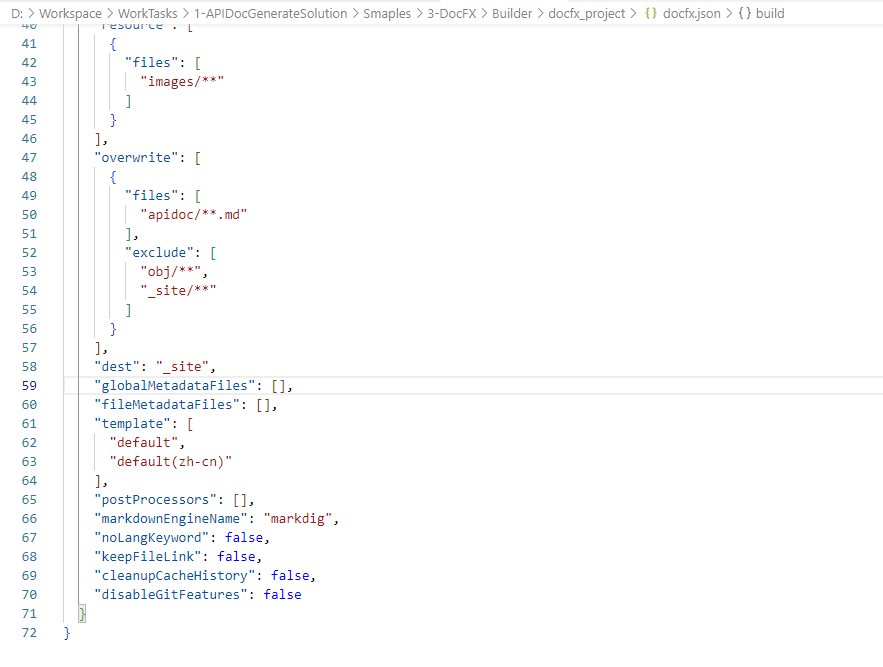 D: > Workspace > WorkTasks > 1-APIDocGenerateSolution > Smaples > 3-DocFX > Builder > docfx_project > {} docfx.json > {} build
40 "resource": [
41 {
42 "files": [
43 "images/**"
44 ]
45 }
46 ],
47 "overwrite": [
48 {
49 "files": [
50 "apidoc/**.md"
51 ],
52 "exclude": [
53 "obj/**",
54 "_site/**"
55 ]
56 }
57 ],
58 "dest": "_site",
59 "globalMetadataFiles": [],
60 "fileMetadataFiles": [],
61 "template": [
62 "default",
63 "default(zh-cn)"
64 ],
65 "postProcessors": [],
66 "markdownEngineName": "markdig",
67 "noLangKeyword": false,
68 "keepFileLink": false,
69 "cleanupCacheHistory": false,
70 "disableGitFeatures": false
71 }
72 }